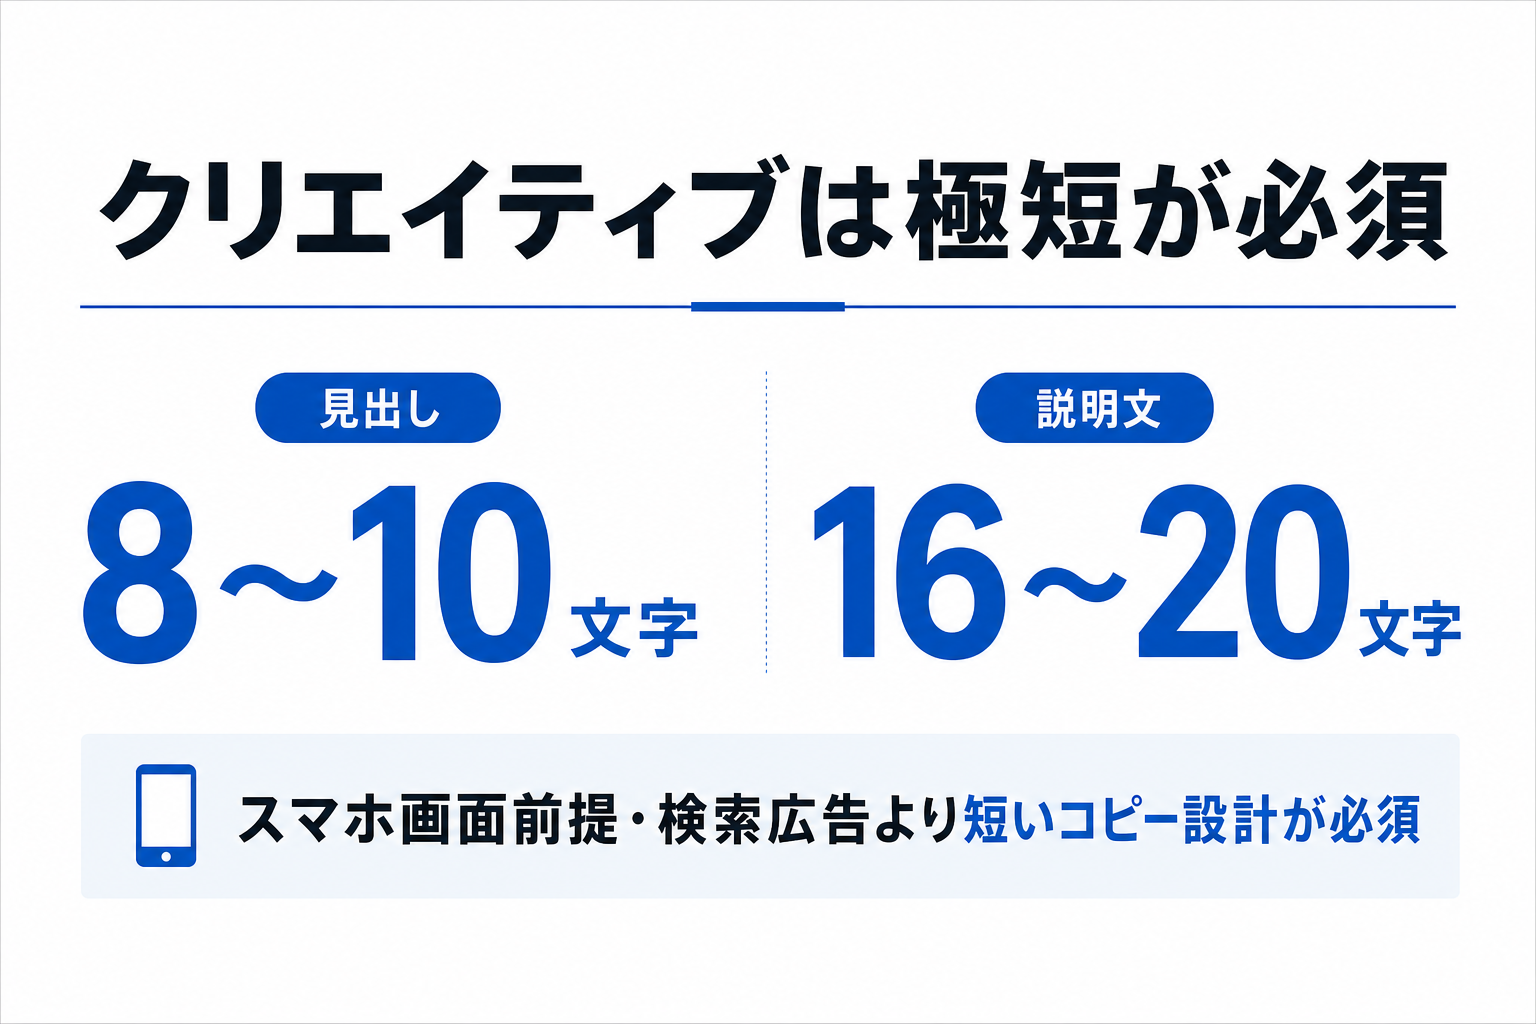 クリエイティブは極短が必須
見出し
8〜10文字
説明文
16〜20文字
スマホ画面前提・検索広告より短いコピー設計が必須